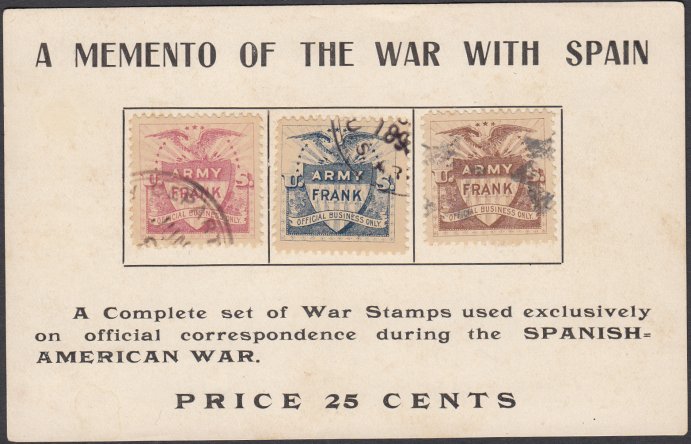 A MEMENTO OF THE WAR WITH SPAIN
U.S.
ARMY
FRANK
OFFICIAL BUSINESS ONLY
U.S.
ARMY
FRANK
OFFICIAL BUSINESS ONLY
U.S.
ARMY
FRANK
OFFICIAL BUSINESS ONLY
A Complete set of War Stamps used exclusively
on official correspondence during the SPANISH=
AMERICAN WAR.
PRICE 25 CENTS